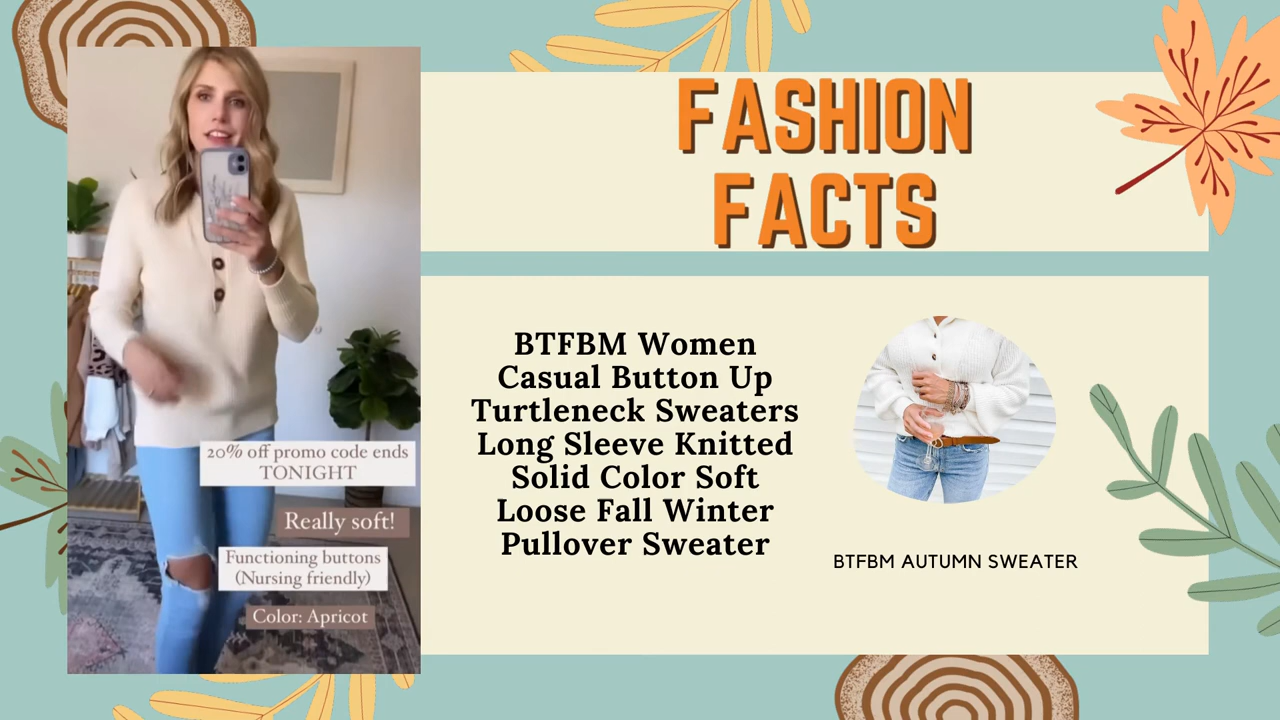 FASHION
FACTS
20% off promo code ends
TONIGHT
Really soft!
Functioning buttons
(Nursing friendly)
Color: Apricot
BTFBM Women
Casual Button Up
Turtleneck Sweaters
Long Sleeve Knitted
Solid Color Soft
Loose Fall Winter
Pullover Sweater
BTFBM AUTUMN SWEATER